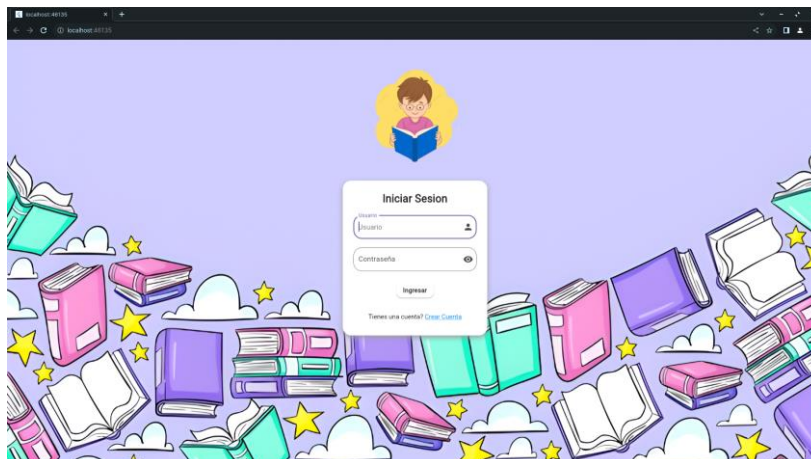 localhost:46135
localhost:46135
Iniciar Sesion
Usuario
Usuario
Contraseña
Ingresar
Tienes una cuenta? Crear Cuenta